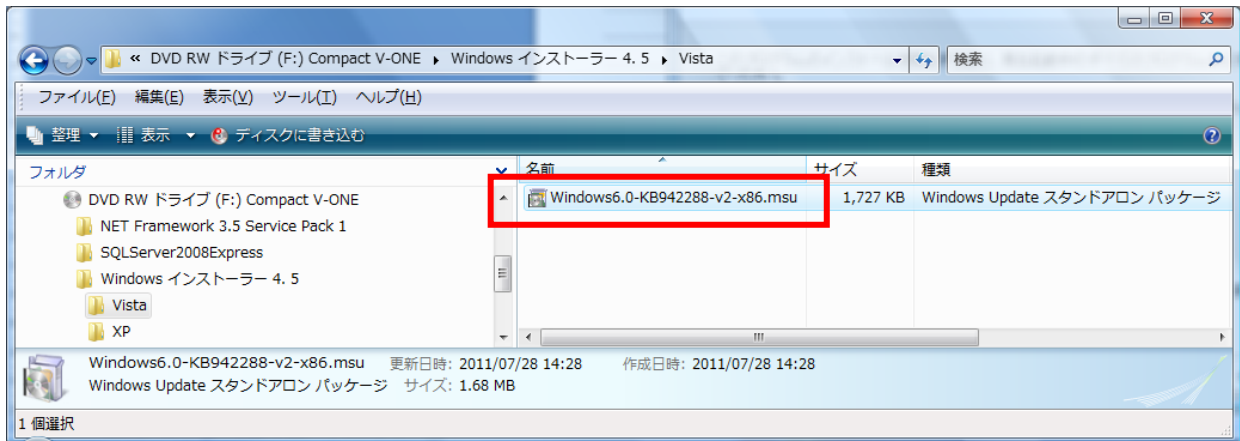 « DVD RW ドライブ (F:) Compact V-ONE ▸ Windows インストーラー 4. 5 ▸ Vista
検索
ファイル(F) 編集(E) 表示(V) ツール(T) ヘルプ(H)
整理 ▼ 表示 ▼ ディスクに書き込む
フォルダ
名前 サイズ 種類
DVD RW ドライブ (F:) Compact V-ONE
NET Framework 3.5 Service Pack 1
SQLServer2008Express
Windows インストーラー 4. 5
Vista
XP
Windows6.0-KB942288-v2-x86.msu 1,727 KB Windows Update スタンドアロン パッケージ
Windows6.0-KB942288-v2-x86.msu 更新日時: 2011/07/28 14:28 作成日時: 2011/07/28 14:28
Windows Update スタンドアロン パッケージ サイズ: 1.68 MB
1 個選択